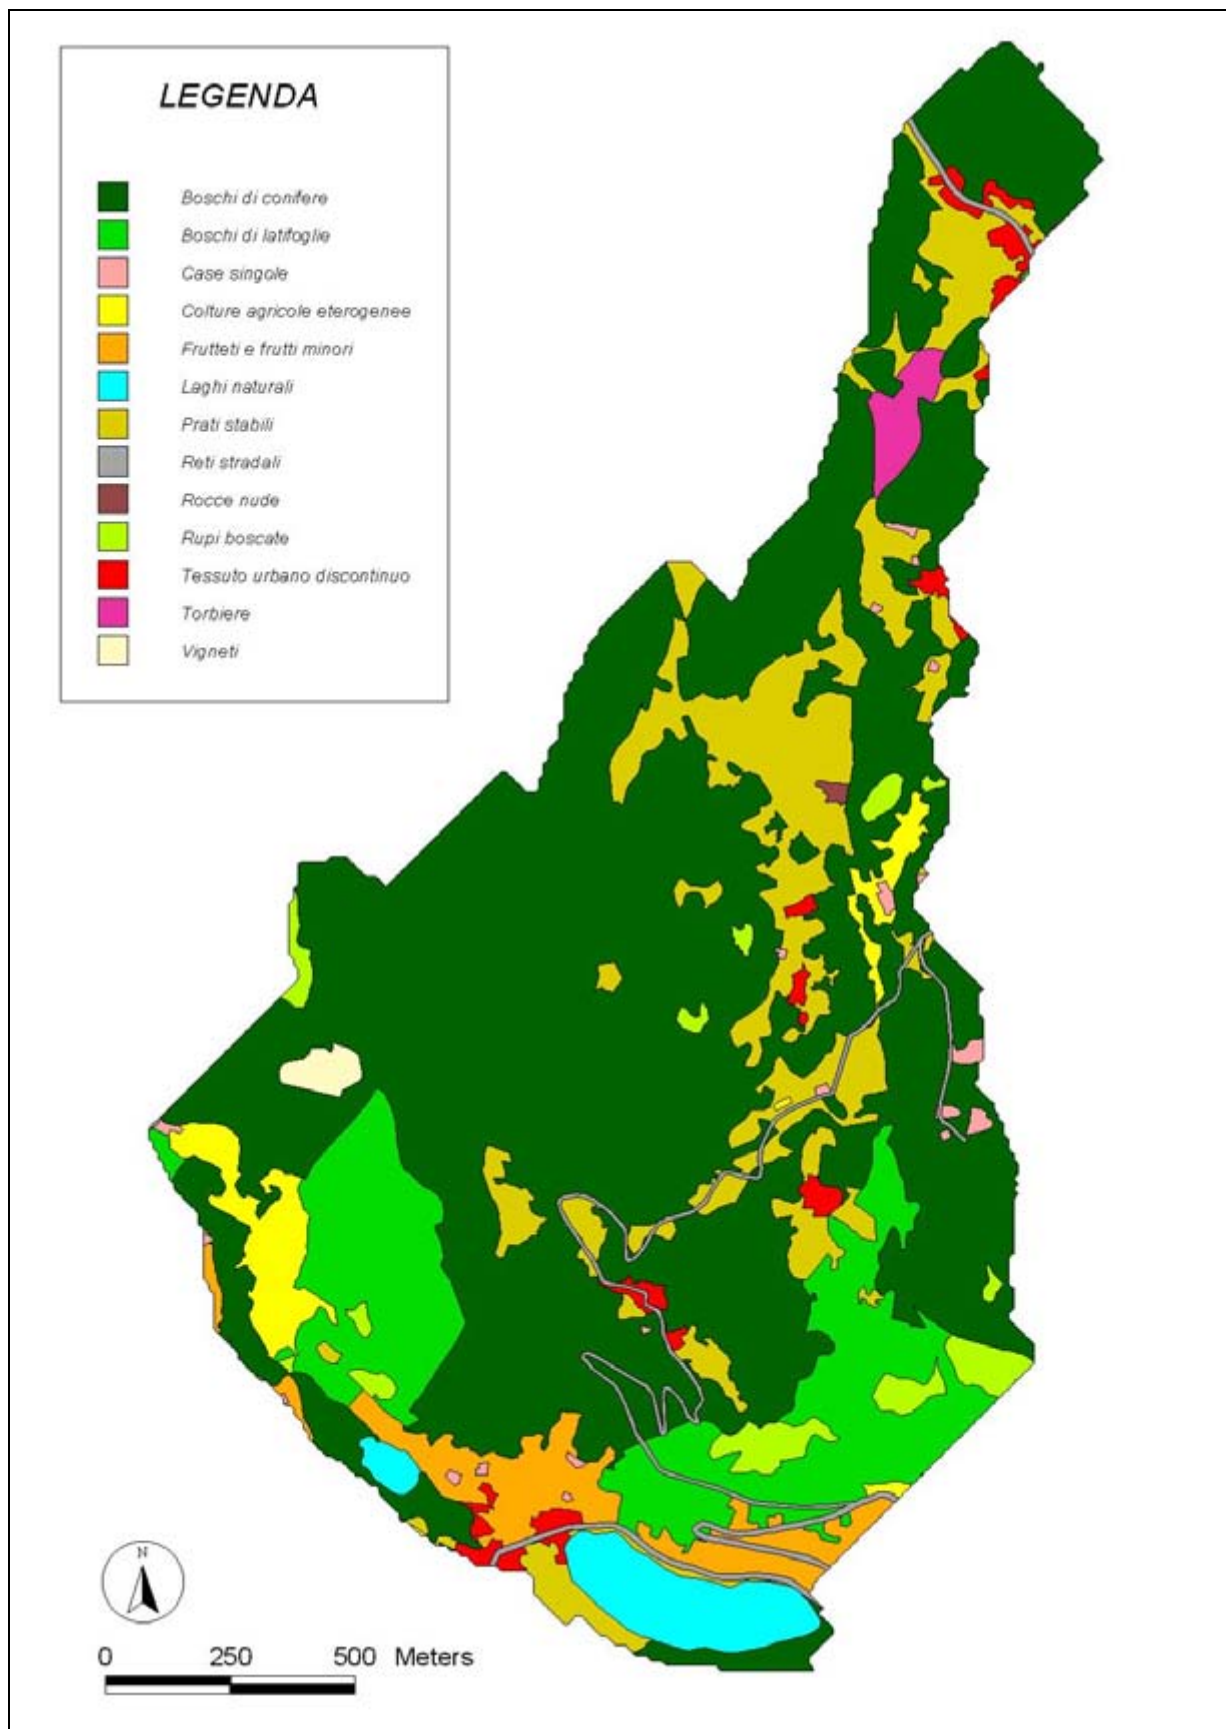 LEGENDA
Boschi di conifere
Boschi di latifoglie
Case singole
Colture agricole eterogenee
Frutteti e frutti minori
Laghi naturali
Prati stabili
Reti stradali
Rocce nude
Rupi boscate
Tessuto urbano discontinuo
Torbiere
Vigneti
N
0 250 500 Meters